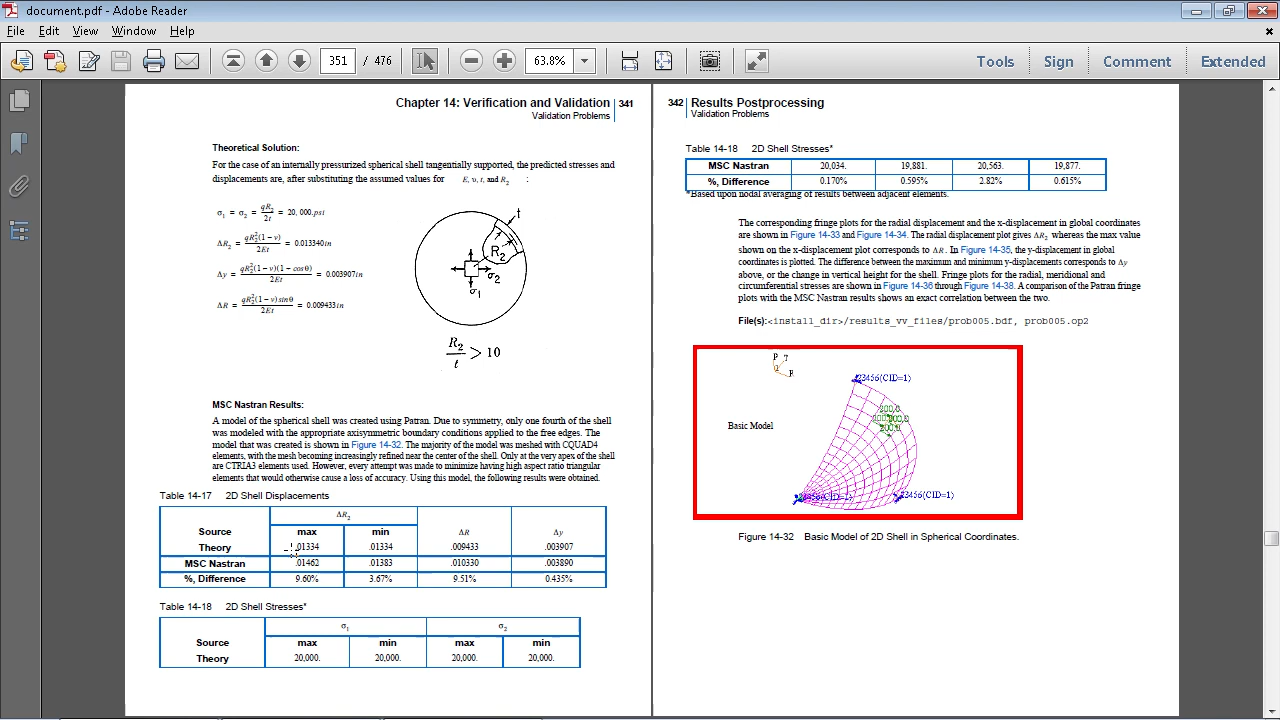 document.pdf - Adobe Reader
File Edit View Window Help
351 / 476 63.8% Tools Sign Comment Extended
Chapter 14: Verification and Validation 341
Validation Problems
Theoretical Solution:
For the case of an internally pressurized spherical shell tangentially supported, the predicted stresses and
displacements are, after substituting the assumed values for E, υ, t, and R2 :
σ1 = σ2 = qR2/2t = 20, 000.psi
ΔR2 = qR2²(1−ν)/2Et = 0.013340in
Δy = qR2²(1−ν)(1−cosθ)/2Et = 0.003907in
ΔR = qR2²(1−ν)sinθ/2Et = 0.009433in
t
R2
σ2
σ1
R2/t > 10
MSC Nastran Results:
A model of the spherical shell was created using Patran. Due to symmetry, only one fourth of the shell
was modeled with the appropriate axisymmetric boundary conditions applied to the free edges. The
model that was created is shown in Figure 14-32. The majority of the model was meshed with CQUAD4
elements, with the mesh becoming increasingly refined near the center of the shell. Only at the very apex of the shell
are CTRIA3 elements used. However, every attempt was made to minimize having high aspect ratio triangular
elements that would otherwise cause a loss of accuracy. Using this model, the following results were obtained.
Table 14-17 2D Shell Displacements
ΔR2
Source max min ΔR Δy
Theory .01334 .01334 .009433 .003907
MSC Nastran .01462 .01383 .010330 .003890
%, Difference 9.60% 3.67% 9.51% 0.435%
Table 14-18 2D Shell Stresses*
σ1 σ2
Source max min max min
Theory 20,000. 20,000. 20,000. 20,000.
342 Results Postprocessing
Validation Problems
Table 14-18 2D Shell Stresses*
MSC Nastran 20,034. 19,881. 20,563. 19,877.
%, Difference 0.170% 0.595% 2.82% 0.615%
*Based upon nodal averaging of results between adjacent elements.
The corresponding fringe plots for the radial displacement and the x-displacement in global coordinates
are shown in Figure 14-33 and Figure 14-34. The radial displacement plot gives ΔR2 whereas the max value
shown on the x-displacement plot corresponds to ΔR. In Figure 14-35, the y-displacement in global
coordinates is plotted. The difference between the maximum and minimum y-displacements corresponds to Δy
above, or the change in vertical height for the shell. Fringe plots for the radial, meridional and
circumferential stresses are shown in Figure 14-36 through Figure 14-38. A comparison of the Patran fringe
plots with the MSC Nastran results shows an exact correlation between the two.
File(s):<install_dir>/results_vv_files/prob005.bdf, prob005.op2
P T
1 R
23456(CID=1)
200.0
200.0
Basic Model
23456(CID=1) 23456(CID=1)
Figure 14-32 Basic Model of 2D Shell in Spherical Coordinates.